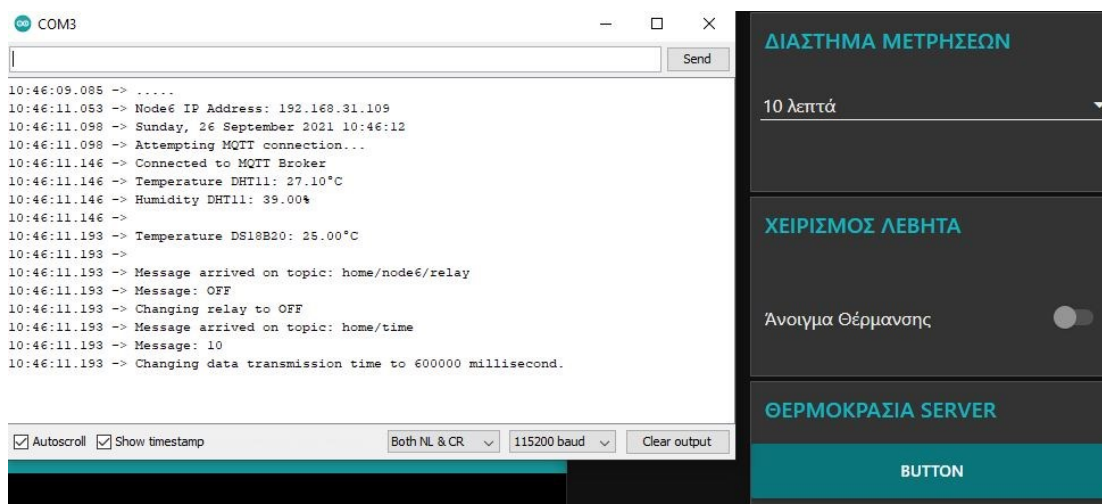 COM3
Send
10:46:09.085 -> .....
10:46:11.053 -> Node6 IP Address: 192.168.31.109
10:46:11.098 -> Sunday, 26 September 2021 10:46:12
10:46:11.098 -> Attempting MQTT connection...
10:46:11.146 -> Connected to MQTT Broker
10:46:11.146 -> Temperature DHT11: 27.10°C
10:46:11.146 -> Humidity DHT11: 39.00%
10:46:11.146 ->
10:46:11.193 -> Temperature DS18B20: 25.00°C
10:46:11.193 ->
10:46:11.193 -> Message arrived on topic: home/node6/relay
10:46:11.193 -> Message: OFF
10:46:11.193 -> Changing relay to OFF
10:46:11.193 -> Message arrived on topic: home/time
10:46:11.193 -> Message: 10
10:46:11.193 -> Changing data transmission time to 600000 millisecond.
Autoscroll Show timestamp Both NL & CR 115200 baud Clear output
ΔΙΑΣΤΗΜΑ ΜΕΤΡΗΣΕΩΝ
10 λεπτά
ΧΕΙΡΙΣΜΟΣ ΛΕΒΗΤΑ
Άνοιγμα Θέρμανσης
ΘΕΡΜΟΚΡΑΣΙΑ SERVER
BUTTON